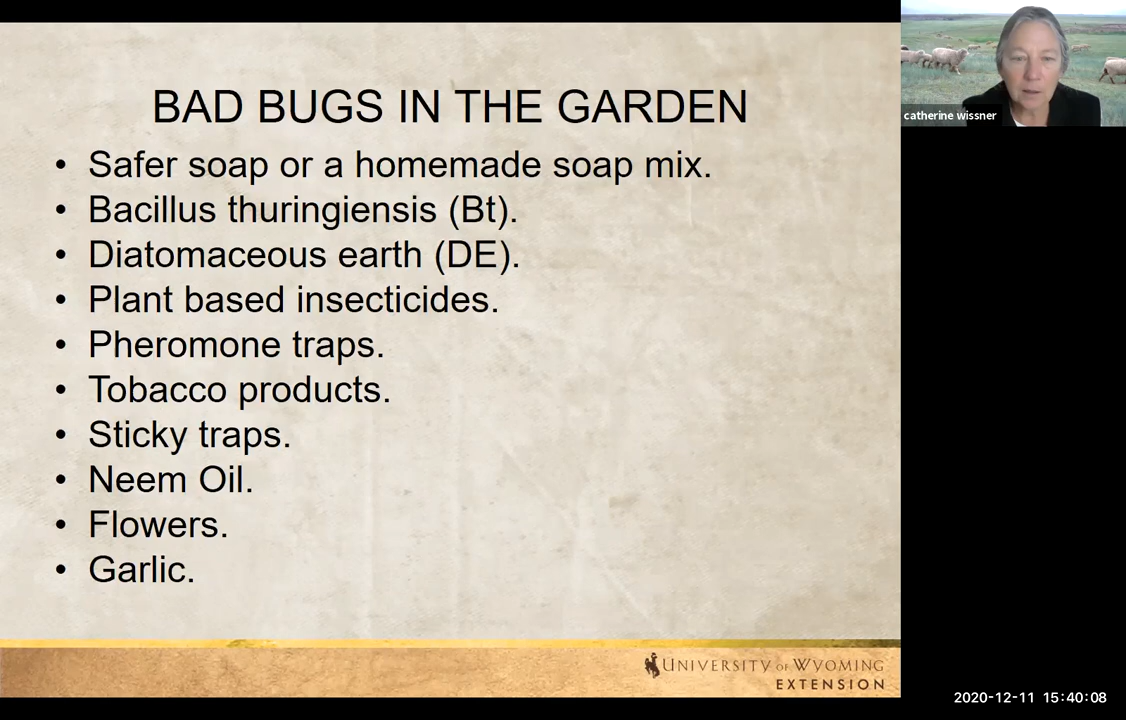 BAD BUGS IN THE GARDEN
• Safer soap or a homemade soap mix.
• Bacillus thuringiensis (Bt).
• Diatomaceous earth (DE).
• Plant based insecticides.
• Pheromone traps.
• Tobacco products.
• Sticky traps.
• Neem Oil.
• Flowers.
• Garlic.
UNIVERSITY OF WYOMING
EXTENSION
catherine wissner
2020-12-11 15:40:08